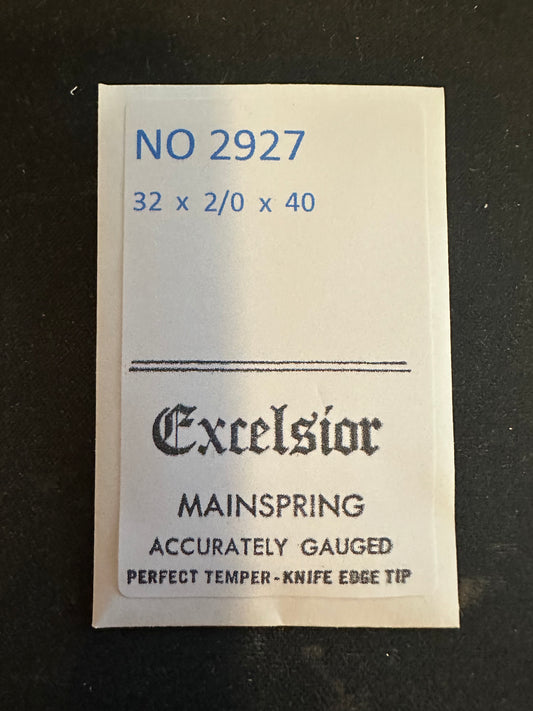 NO 2927
32 x 2/0 x 40
Excelsior
MAINSPRING
ACCURATELY GAUGED
PERFECT TEMPER-KNIFE EDGE TIP